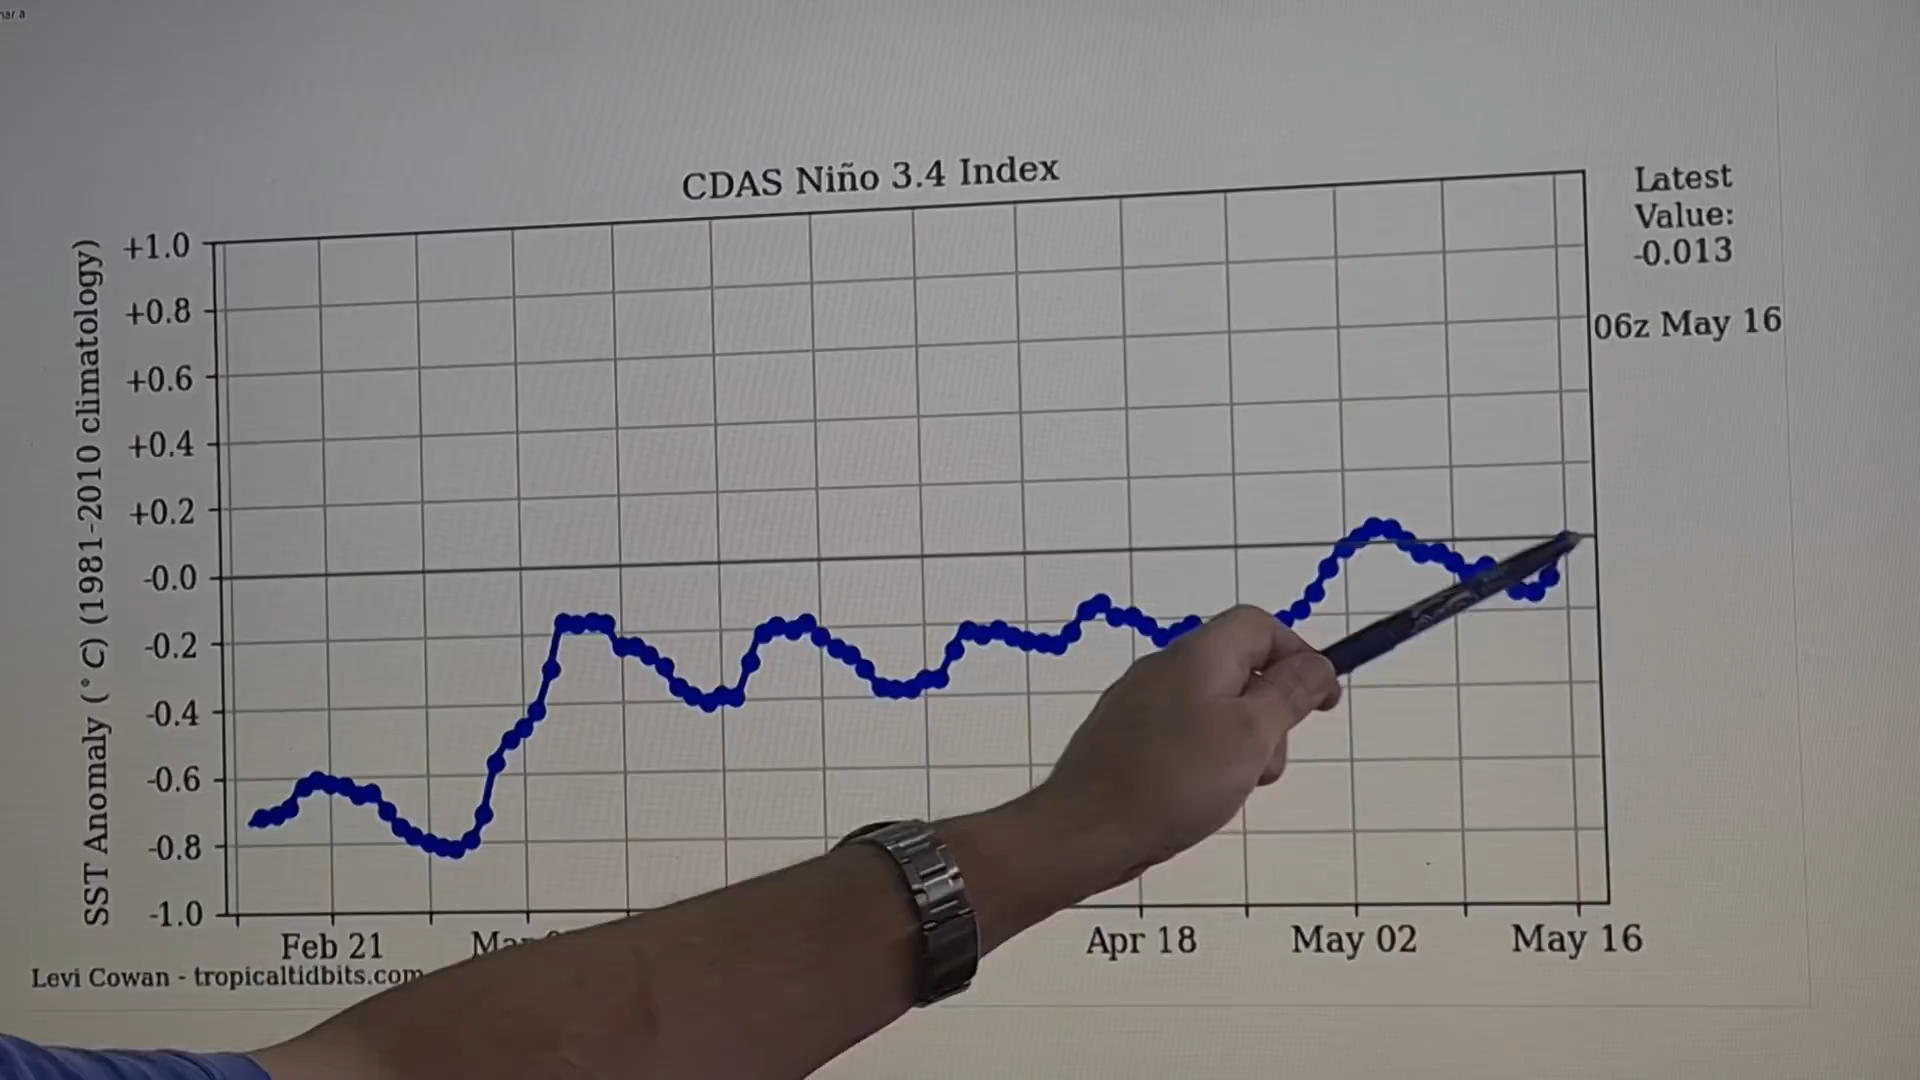 CDAS Niño 3.4 Index
Latest
Value:
-0.013
06z May 16
SST Anomaly (°C) (1981-2010 climatology)
+1.0
+0.8
+0.6
+0.4
+0.2
-0.0
-0.2
-0.4
-0.6
-0.8
-1.0
Feb 21
Apr 18
May 02
May 16
Levi Cowan - tropicaltidbits.com